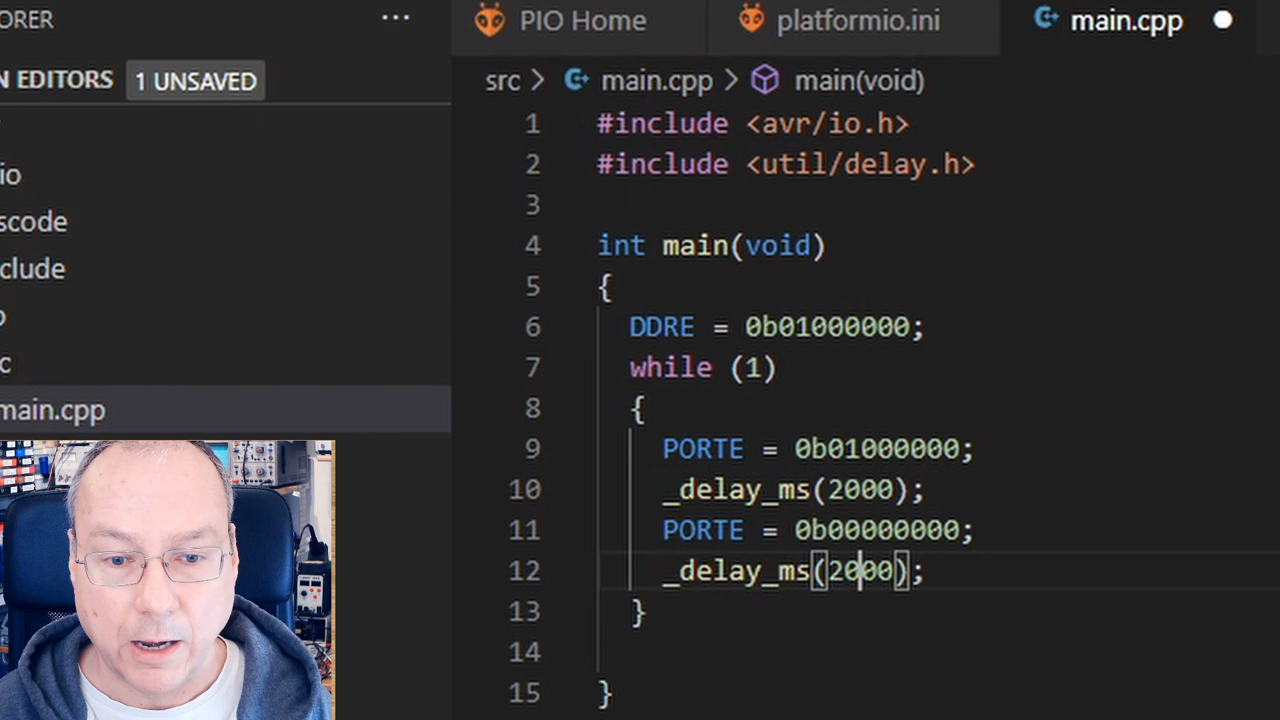 ORER ···
N EDITORS 1 UNSAVED
io
scode
clude
o
c
main.cpp
PIO Home platformio.ini main.cpp
src > main.cpp > main(void)
1 #include <avr/io.h>
2 #include <util/delay.h>
3
4 int main(void)
5 {
6 DDRE = 0b01000000;
7 while (1)
8 {
9 PORTE = 0b01000000;
10 _delay_ms(2000);
11 PORTE = 0b00000000;
12 _delay_ms(2000);
13 }
14
15 }